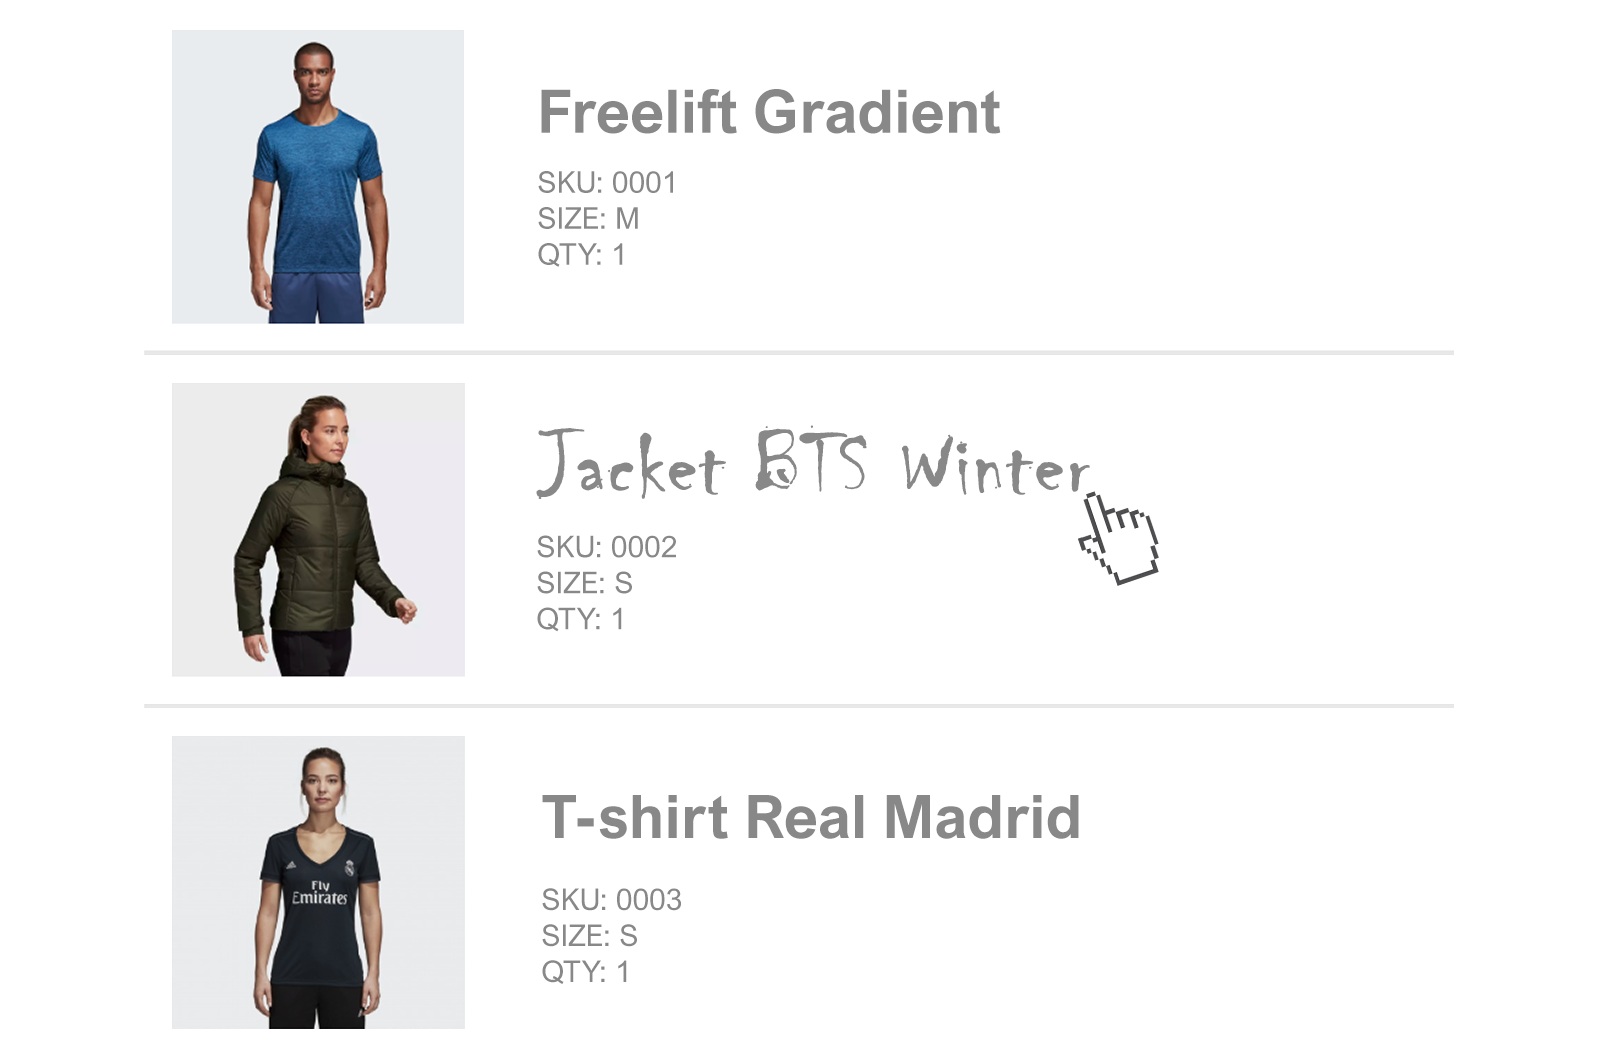 Freelift Gradient
SKU: 0001
SIZE: M
QTY: 1
Jacket BTS Winter
SKU: 0002
SIZE: S
QTY: 1
Fly
Emirates
T-shirt Real Madrid
SKU: 0003
SIZE: S
QTY: 1